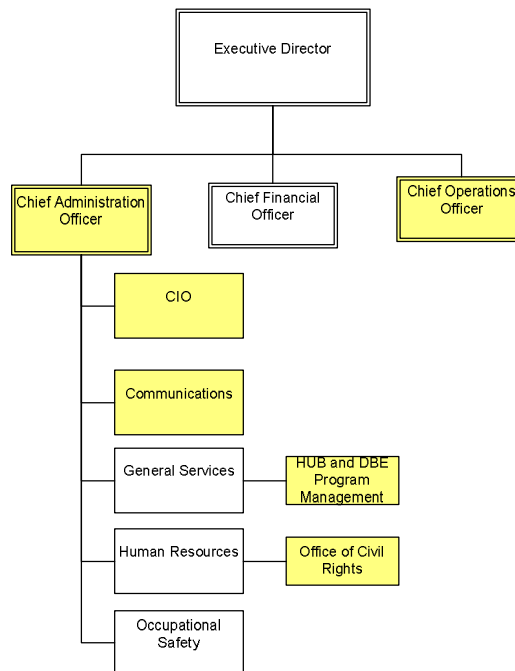 Executive Director
Chief Administration
Officer
Chief Financial
Officer
Chief Operations
Officer
CIO
Communications
General Services
HUB and DBE
Program
Management
Human Resources
Office of Civil
Rights
Occupational
Safety